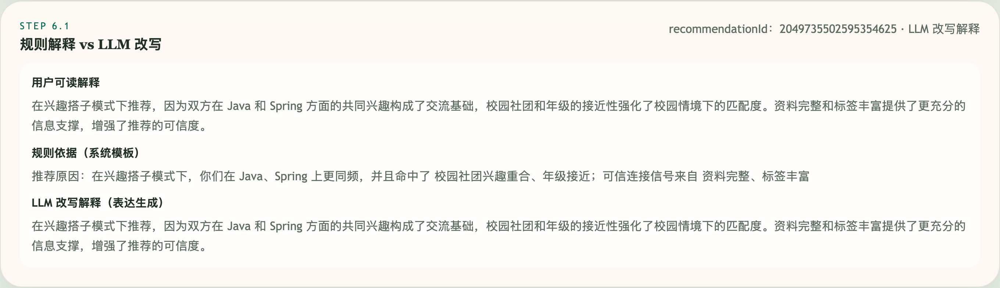 STEP 6.1
规则解释 vs LLM 改写
recommendationId：2049735502595354625 · LLM 改写解释
用户可读解释
在兴趣搭子模式下推荐，因为双方在 Java 和 Spring 方面的共同兴趣构成了交流基础，校园社团和年级的接近性强化了校园情境下的匹配度。资料完整和标签丰富提供了更充分的
信息支撑，增强了推荐的可信度。
规则依据（系统模板）
推荐原因：在兴趣搭子模式下，你们在 Java、Spring 上更同频，并且命中了 校园社团兴趣重合、年级接近；可信连接信号来自 资料完整、标签丰富
LLM 改写解释（表达生成）
在兴趣搭子模式下推荐，因为双方在 Java 和 Spring 方面的共同兴趣构成了交流基础，校园社团和年级的接近性强化了校园情境下的匹配度。资料完整和标签丰富提供了更充分的
信息支撑，增强了推荐的可信度。